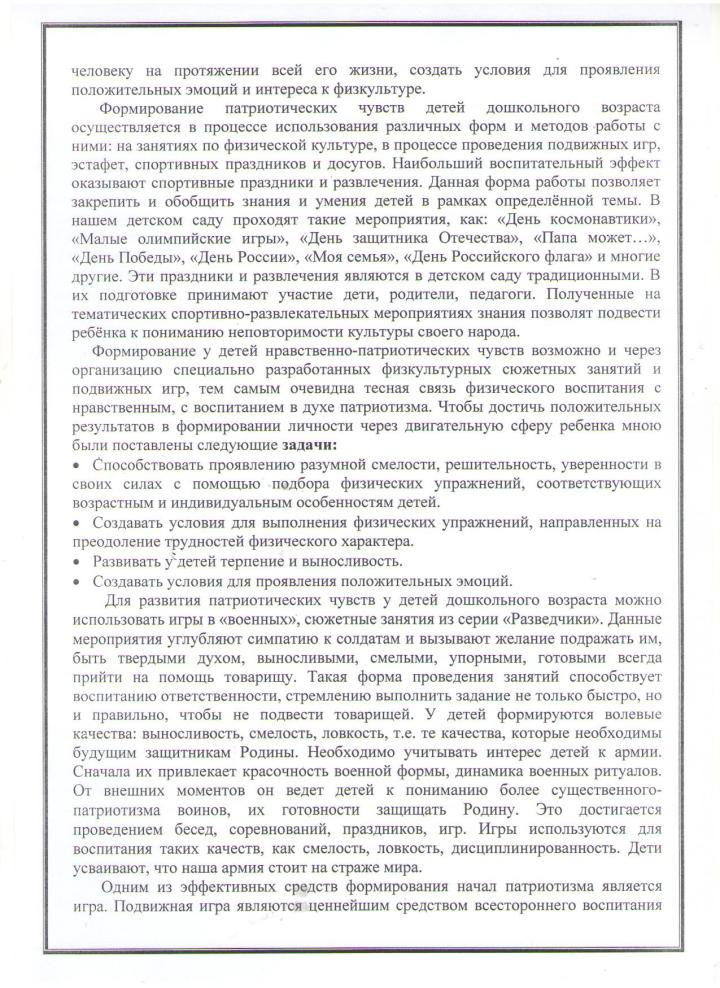 человеку на протяжении всей его жизни, создать условия для проявления
положительных эмоций и интереса к физкультуре.
Формирование патриотических чувств детей дошкольного возраста
осуществляется в процессе использования различных форм и методов работы с
ними: на занятиях по физической культуре, в процессе проведения подвижных игр,
эстафет, спортивных праздников и досугов. Наибольший воспитательный эффект
оказывают спортивные праздники и развлечения. Данная форма работы позволяет
закрепить и обобщить знания и умения детей в рамках определённой темы. В
нашем детском саду проходят такие мероприятия, как: «День космонавтики»,
«Малые олимпийские игры», «День защитника Отечества», «Папа может…»,
«День Победы», «День России», «Моя семья», «День Российского флага» и многие
другие. Эти праздники и развлечения являются в детском саду традиционными. В
их подготовке принимают участие дети, родители, педагоги. Полученные на
тематических спортивно-развлекательных мероприятиях знания позволят подвести
ребёнка к пониманию неповторимости культуры своего народа.
Формирование у детей нравственно-патриотических чувств возможно и через
организацию специально разработанных физкультурных сюжетных занятий и
подвижных игр, тем самым очевидна тесная связь физического воспитания с
нравственным, с воспитанием в духе патриотизма. Чтобы достичь положительных
результатов в формировании личности через двигательную сферу ребенка мною
были поставлены следующие задачи:
• Способствовать проявлению разумной смелости, решительность, уверенности в
своих силах с помощью подбора физических упражнений, соответствующих
возрастным и индивидуальным особенностям детей.
• Создавать условия для выполнения физических упражнений, направленных на
преодоление трудностей физического характера.
• Развивать у детей терпение и выносливость.
• Создавать условия для проявления положительных эмоций.
Для развития патриотических чувств у детей дошкольного возраста можно
использовать игры в «военных», сюжетные занятия из серии «Разведчики». Данные
мероприятия углубляют симпатию к солдатам и вызывают желание подражать им,
быть твердыми духом, выносливыми, смелыми, упорными, готовыми всегда
прийти на помощь товарищу. Такая форма проведения занятий способствует
воспитанию ответственности, стремлению выполнить задание не только быстро, но
и правильно, чтобы не подвести товарищей. У детей формируются волевые
качества: выносливость, смелость, ловкость, т.е. те качества, которые необходимы
будущим защитникам Родины. Необходимо учитывать интерес детей к армии.
Сначала их привлекает красочность военной формы, динамика военных ритуалов.
От внешних моментов он ведет детей к пониманию более существенного-
патриотизма воинов, их готовности защищать Родину. Это достигается
проведением бесед, соревнований, праздников, игр. Игры используются для
воспитания таких качеств, как смелость, ловкость, дисциплинированность. Дети
усваивают, что наша армия стоит на страже мира.
Одним из эффективных средств формирования начал патриотизма является
игра. Подвижная игра являются ценнейшим средством всестороннего воспитания